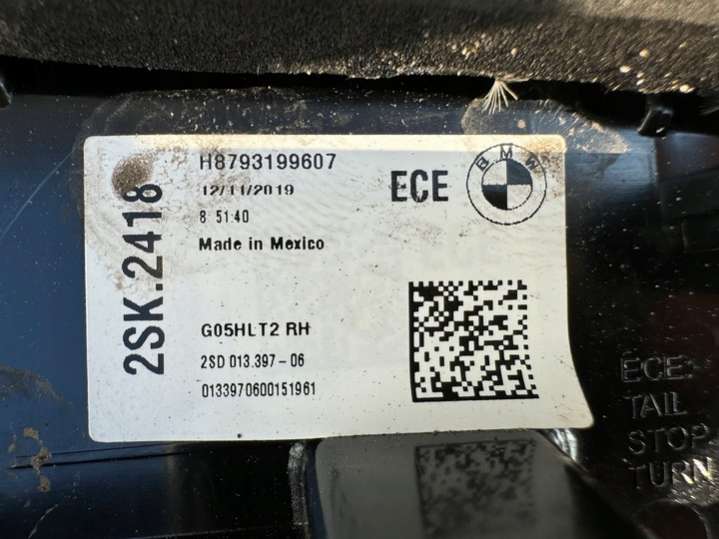 H8793199607
12/11/2019
8:51:40
Made in Mexico
ECE
BMW
2SK.2418
G05HLT2 RH
2SD 013.397-06
0133970600151961
ECE:
TAIL
STOP
TURN